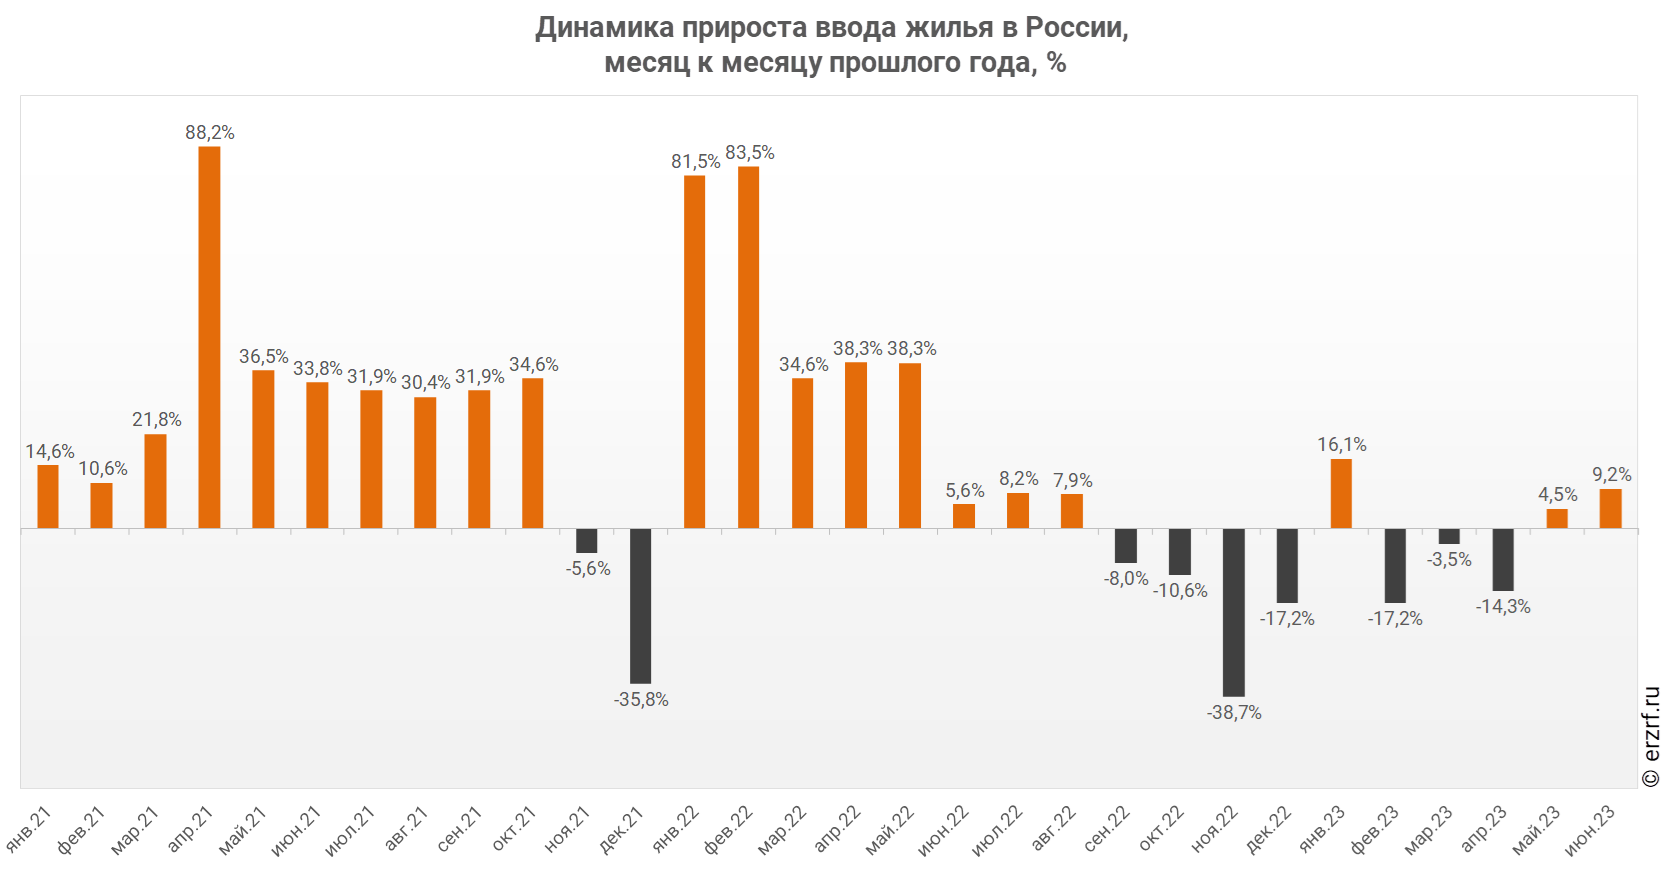 Динамика прироста ввода жилья в России,
месяц к месяцу прошлого года, %
14,6%
10,6%
21,8%
88,2%
36,5%
33,8%
31,9%
30,4%
31,9%
34,6%
-5,6%
-35,8%
81,5%
83,5%
34,6%
38,3%
38,3%
5,6%
8,2%
7,9%
-8,0%
-10,6%
-38,7%
-17,2%
16,1%
-17,2%
-3,5%
-14,3%
4,5%
9,2%
янв.21
фев.21
мар.21
апр.21
май.21
июн.21
июл.21
авг.21
сен.21
окт.21
ноя.21
дек.21
янв.22
фев.22
мар.22
апр.22
май.22
июн.22
июл.22
авг.22
сен.22
окт.22
ноя.22
дек.22
янв.23
фев.23
мар.23
апр.23
май.23
июн.23
© erzrf.ru